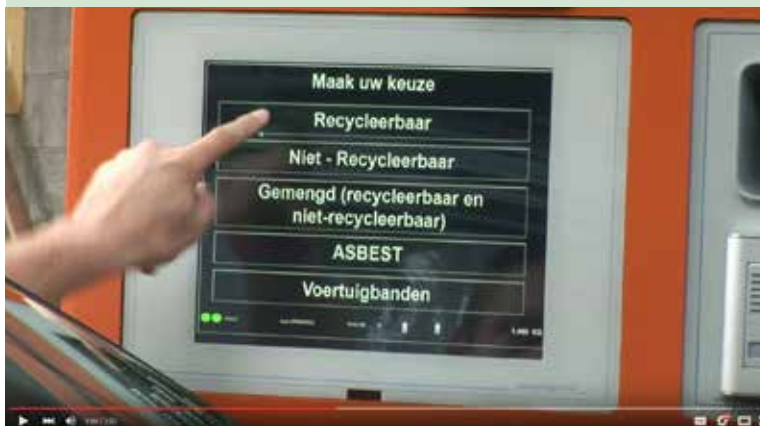 Maak uw keuze
Recycleerbaar
Niet - Recycleerbaar
Gemengd (recycleerbaar en
niet-recycleerbaar)
ASBEST
Voertuigbanden